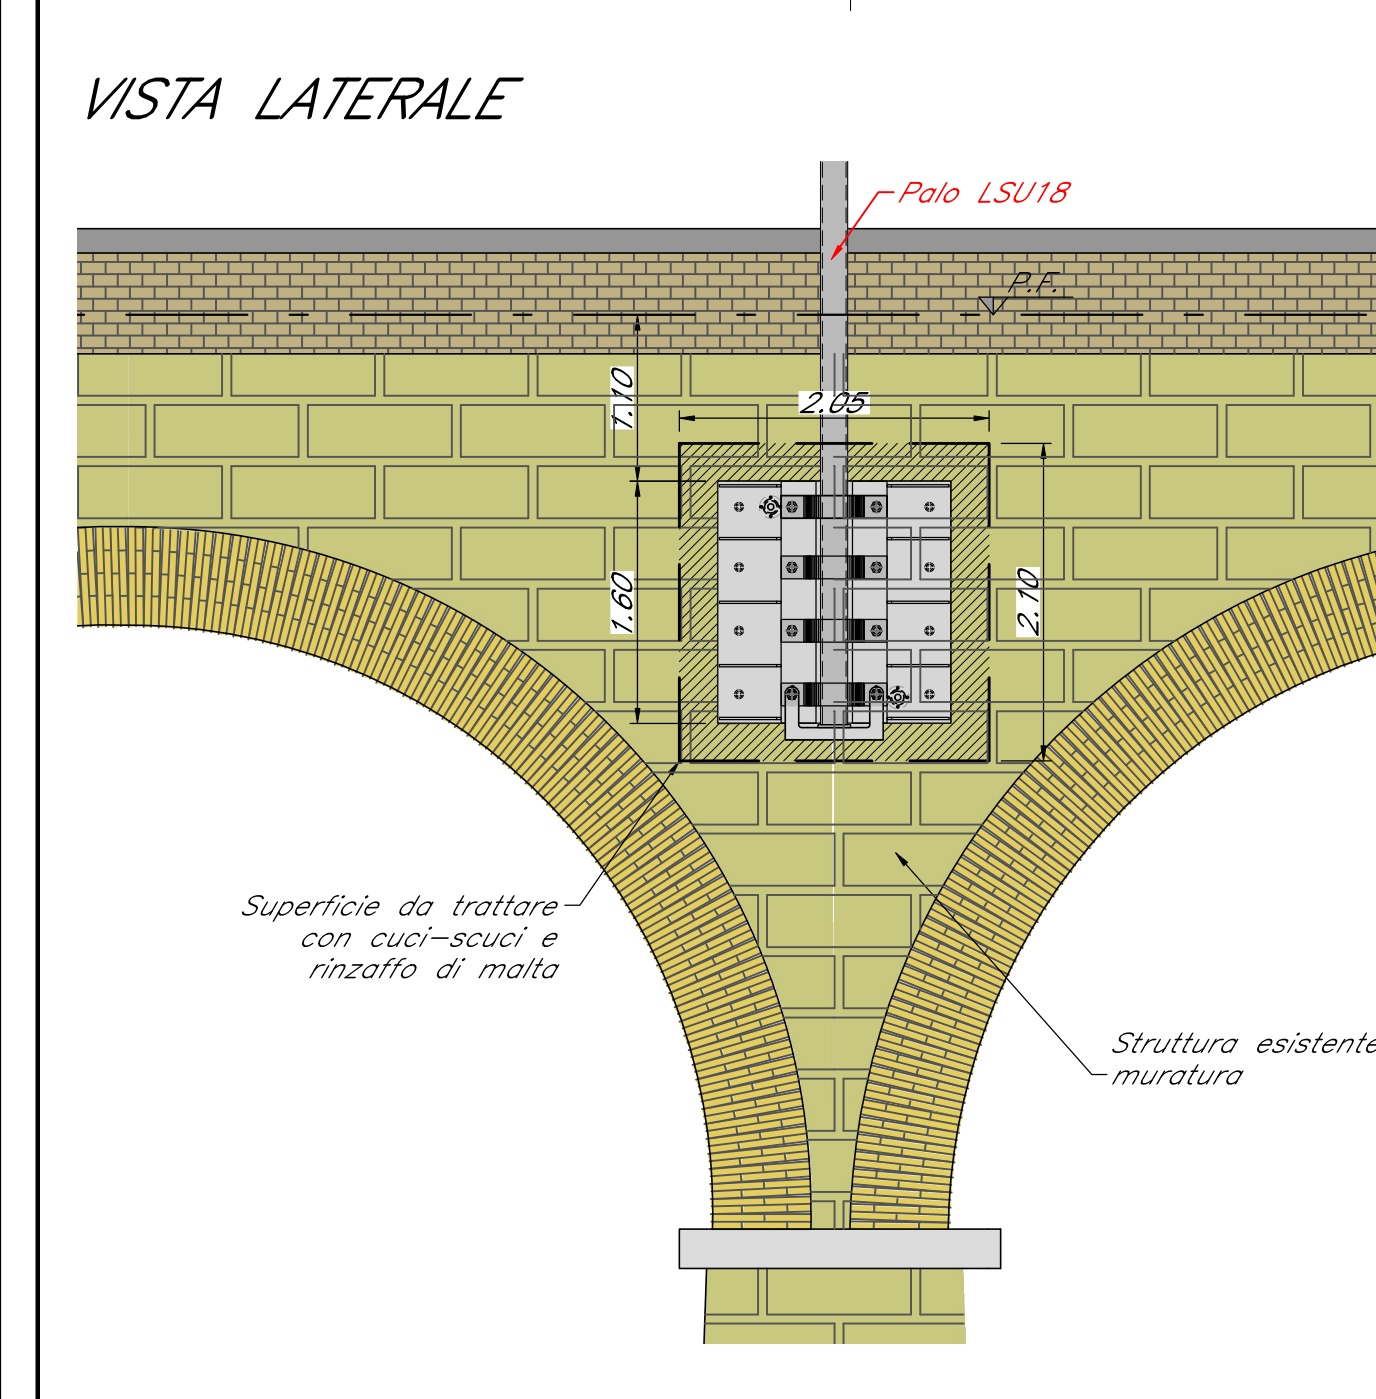 VISTA LATERALE
Palo LSU18
P.F.
1.10
2.05
1.60
2.10
Superficie da trattare
con cuci-scuci e
rinzaffo di malta
Struttura esistente
muratura